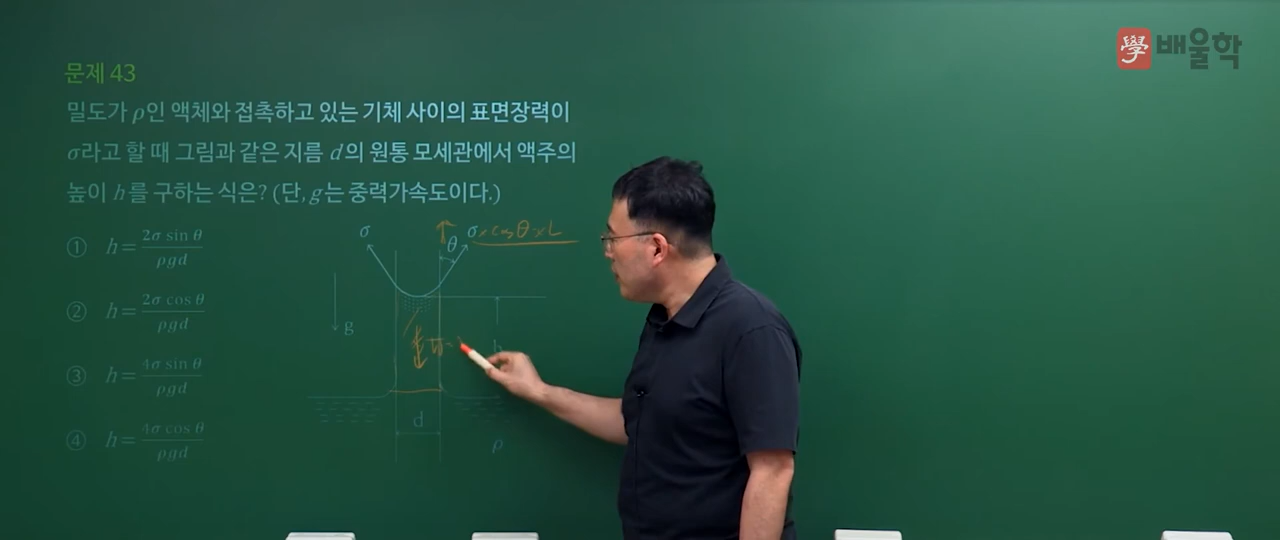 學 배울학
문제 43
밀도가 ρ인 액체와 접촉하고 있는 기체 사이의 표면장력이
σ라고 할 때 그림과 같은 지름 d의 원통 모세관에서 액주의
높이 h를 구하는 식은? (단, g는 중력가속도이다.)
① h = 2σ sin θ / ρgd
② h = 2σ cos θ / ρgd
③ h = 4σ sin θ / ρgd
④ h = 4σ cos θ / ρgd
σ
θ
σ × cosθ × L
g
W
h
d
ρ